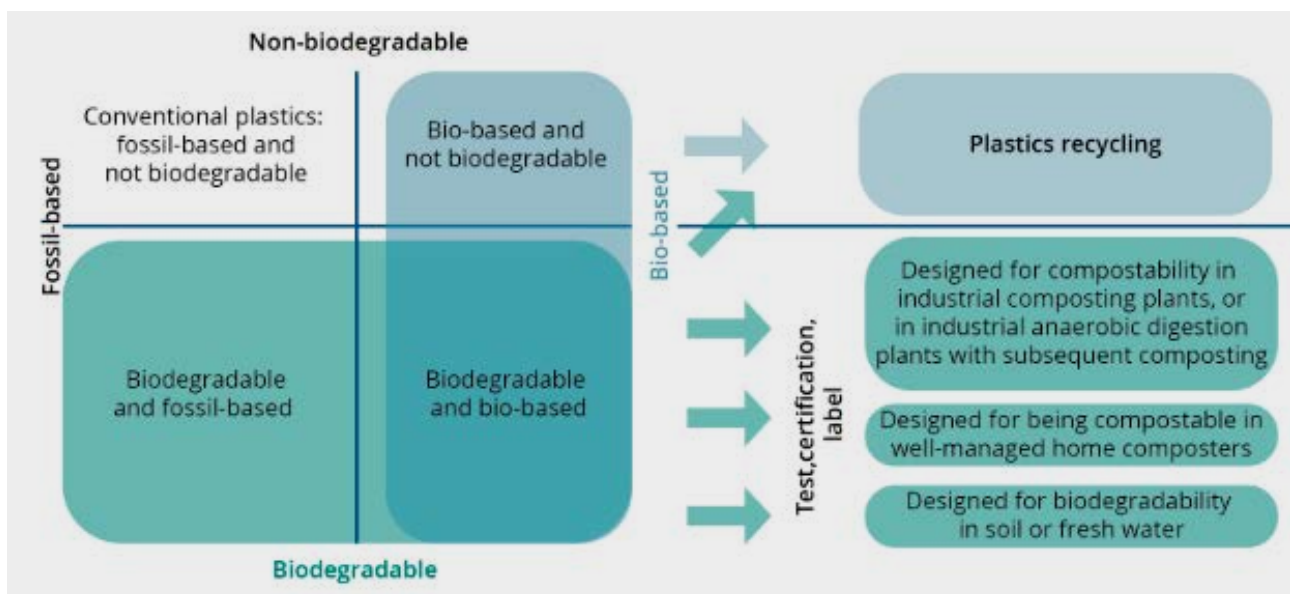 Non-biodegradable
Fossil-based
Conventional plastics:
fossil-based and
not biodegradable
Bio-based and
not biodegradable
Biodegradable
and fossil-based
Biodegradable
and bio-based
Biodegradable
Bio-based
Test,certification,
label
Plastics recycling
Designed for compostability in
industrial composting plants, or
in industrial anaerobic digestion
plants with subsequent composting
Designed for being compostable in
well-managed home composters
Designed for biodegradability
in soil or fresh water